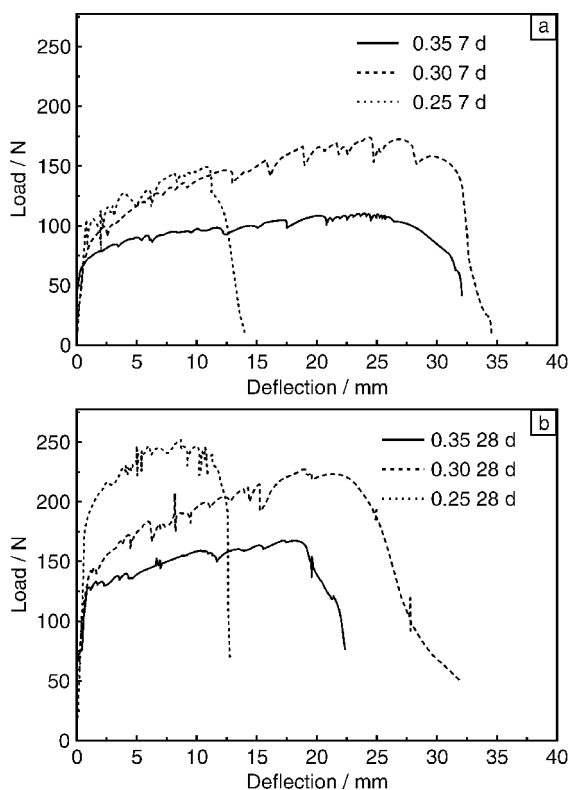 a
0.35 7 d
0.30 7 d
0.25 7 d
250
200
150
100
50
0
Load / N
0 5 10 15 20 25 30 35 40
Deflection / mm
b
0.35 28 d
0.30 28 d
0.25 28 d
250
200
150
100
50
0
Load / N
0 5 10 15 20 25 30 35 40
Deflection / mm